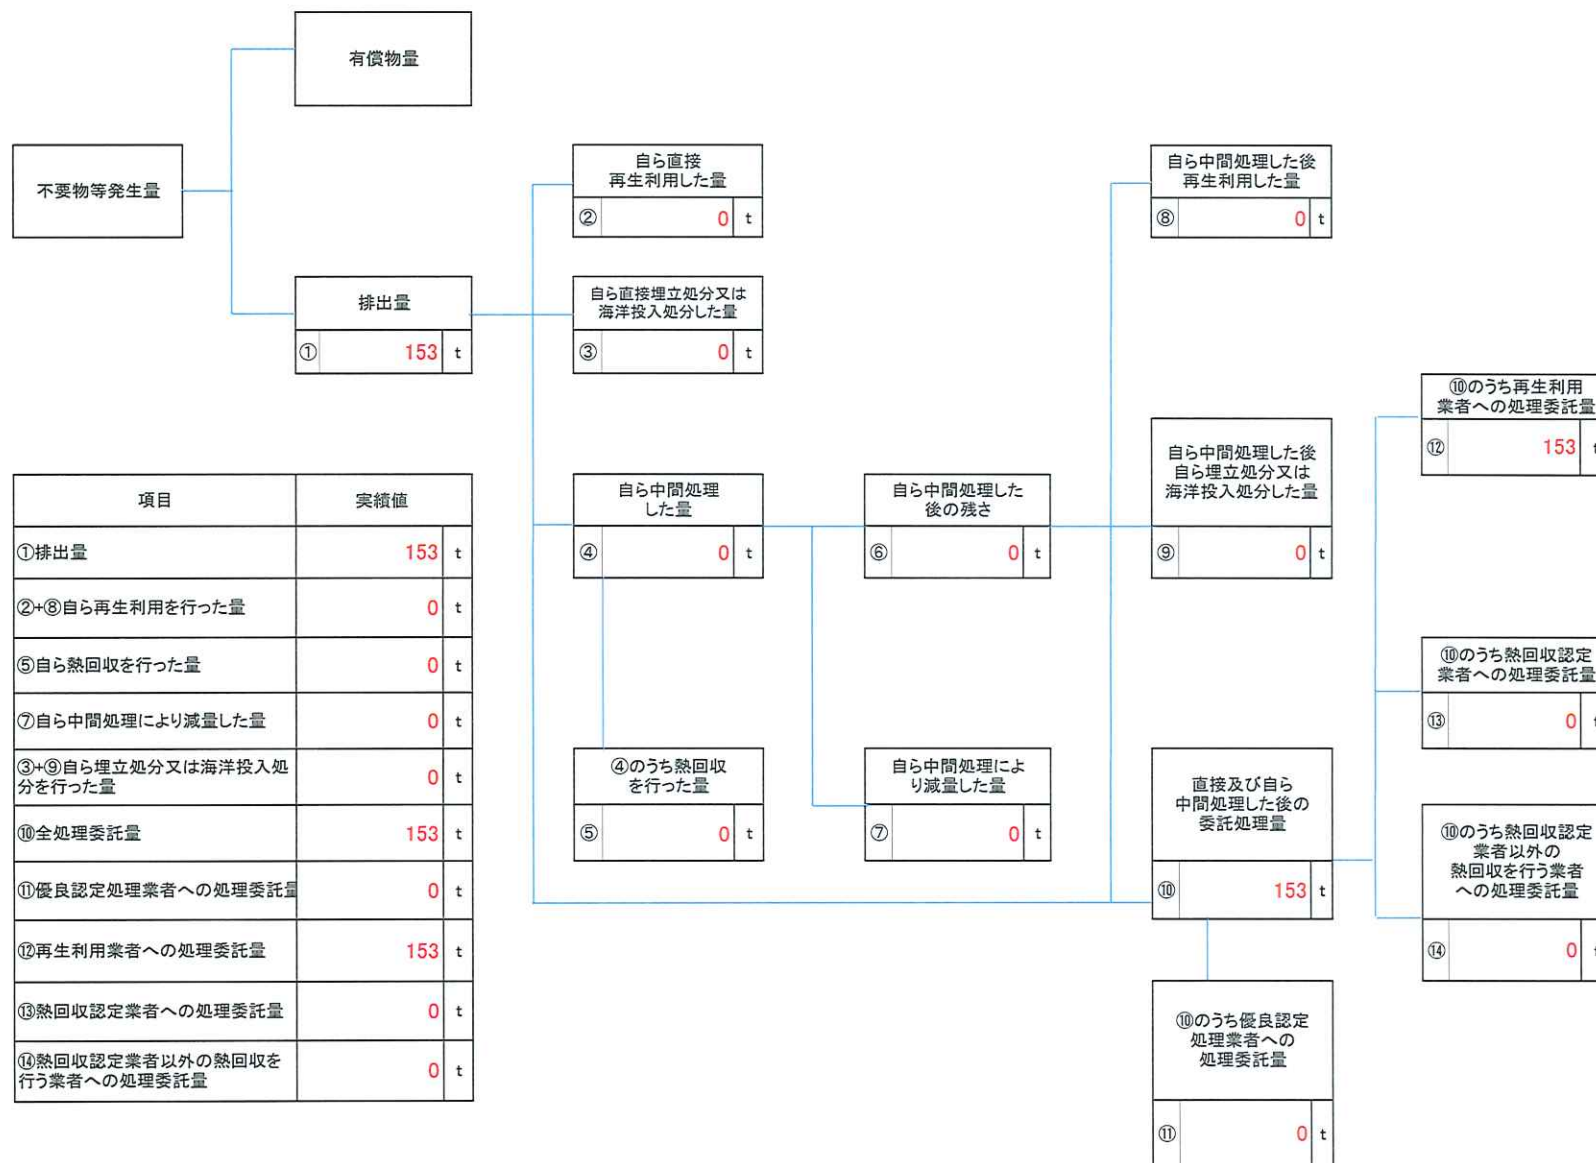 有償物量
不要物等発生量
排出量
① 153 t
自ら直接
再生利用した量
② 0 t
自ら直接埋立処分又は
海洋投入処分した量
③ 0 t
自ら中間処理
した量
④ 0 t
④のうち熱回収
を行った量
⑤ 0 t
自ら中間処理した
後の残さ
⑥ 0 t
自ら中間処理によ
り減量した量
⑦ 0 t
自ら中間処理した後
再生利用した量
⑧ 0 t
自ら中間処理した後
自ら埋立処分又は
海洋投入処分した量
⑨ 0 t
直接及び自ら
中間処理した後の
委託処理量
⑩ 153 t
⑩のうち優良認定
処理業者への
処理委託量
⑪ 0 t
⑩のうち再生利用
業者への処理委託量
⑫ 153
⑩のうち熱回収認定
業者への処理委託量
⑬ 0
⑩のうち熱回収認定
業者以外の
熱回収を行う業者
への処理委託量
⑭ 0
項目 実績値
①排出量 153 t
②+⑧自ら再生利用を行った量 0 t
⑤自ら熱回収を行った量 0 t
⑦自ら中間処理により減量した量 0 t
③+⑨自ら埋立処分又は海洋投入処
分を行った量 0 t
⑩全処理委託量 153 t
⑪優良認定処理業者への処理委託量 0 t
⑫再生利用業者への処理委託量 153 t
⑬熱回収認定業者への処理委託量 0 t
⑭熱回収認定業者以外の熱回収を
行う業者への処理委託量 0 t